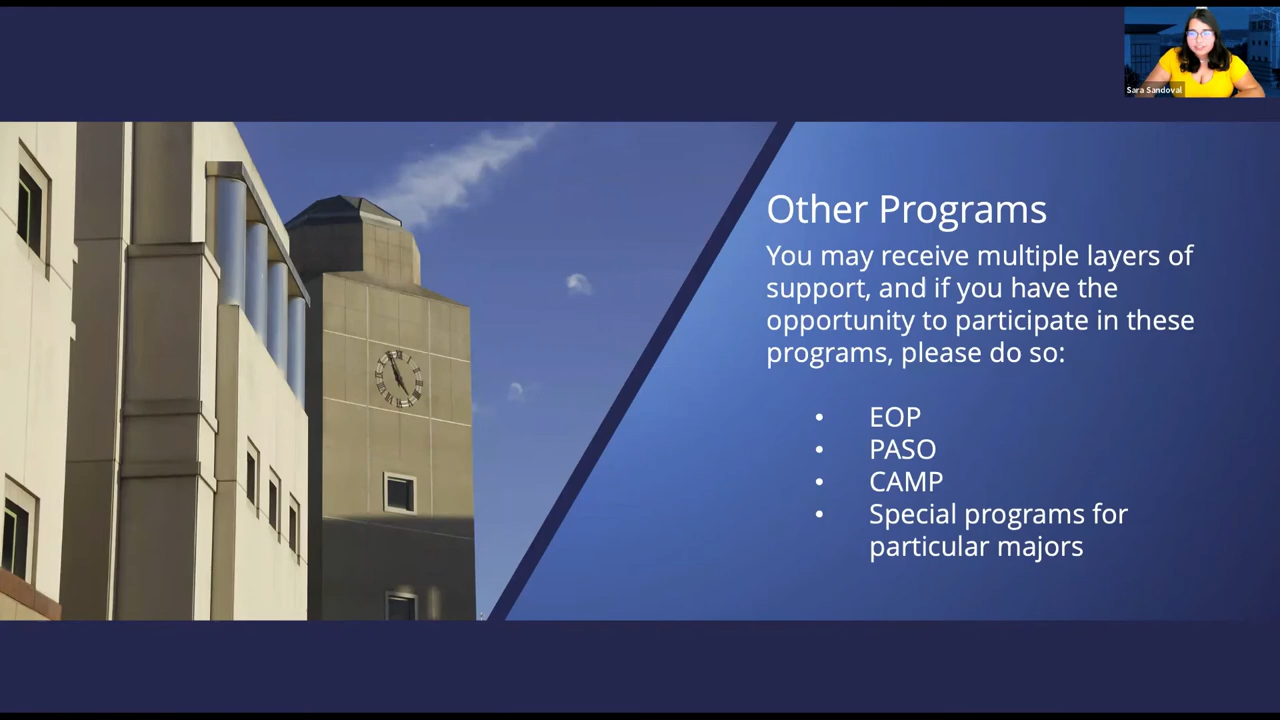 Sara Sandoval
Other Programs
You may receive multiple layers of
support, and if you have the
opportunity to participate in these
programs, please do so:
• EOP
• PASO
• CAMP
• Special programs for
particular majors